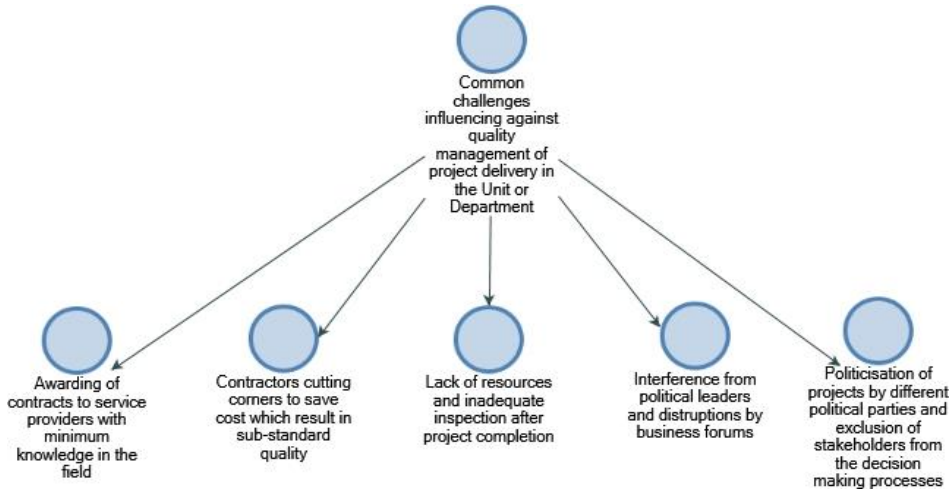 Common
challenges
influencing against
quality
management of
project delivery in
the Unit or
Department
Awarding of
contracts to service
providers with
minimum
knowledge in the
field
Contractors cutting
corners to save
cost which result in
sub-standard
quality
Lack of resources
and inadequate
inspection after
project completion
Interference from
political leaders
and distruptions by
business forums
Politicisation of
projects by different
political parties and
exclusion of
stakeholders from
the decision
making processes